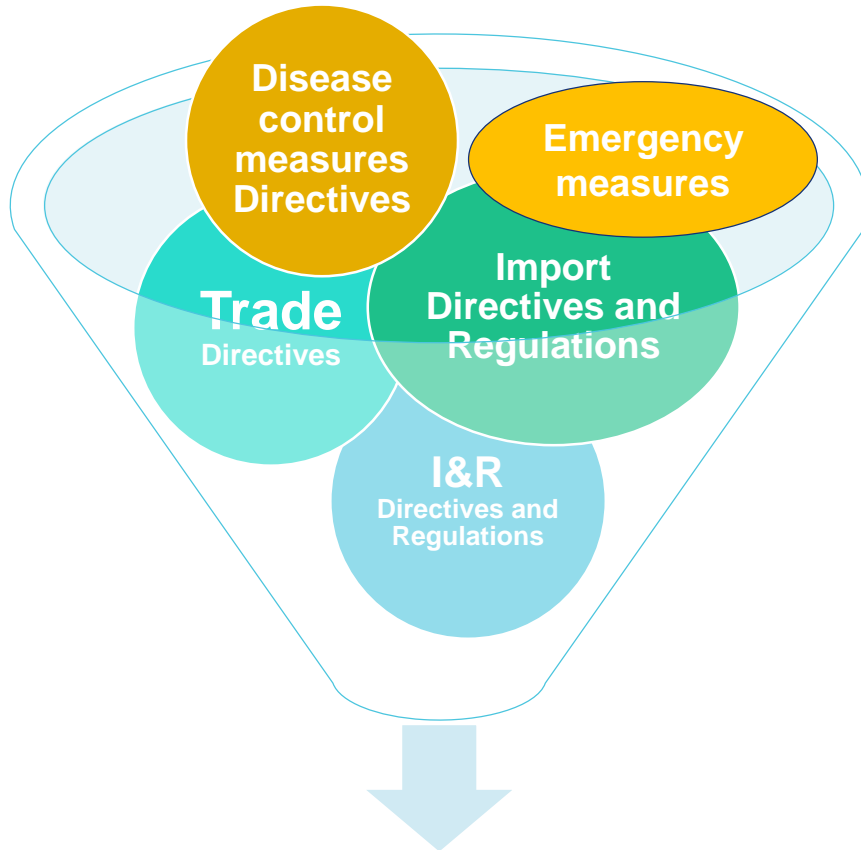 Disease
control
measures
Directives
Emergency
measures
Trade
Directives
Import
Directives and
Regulations
I&R
Directives and
Regulations